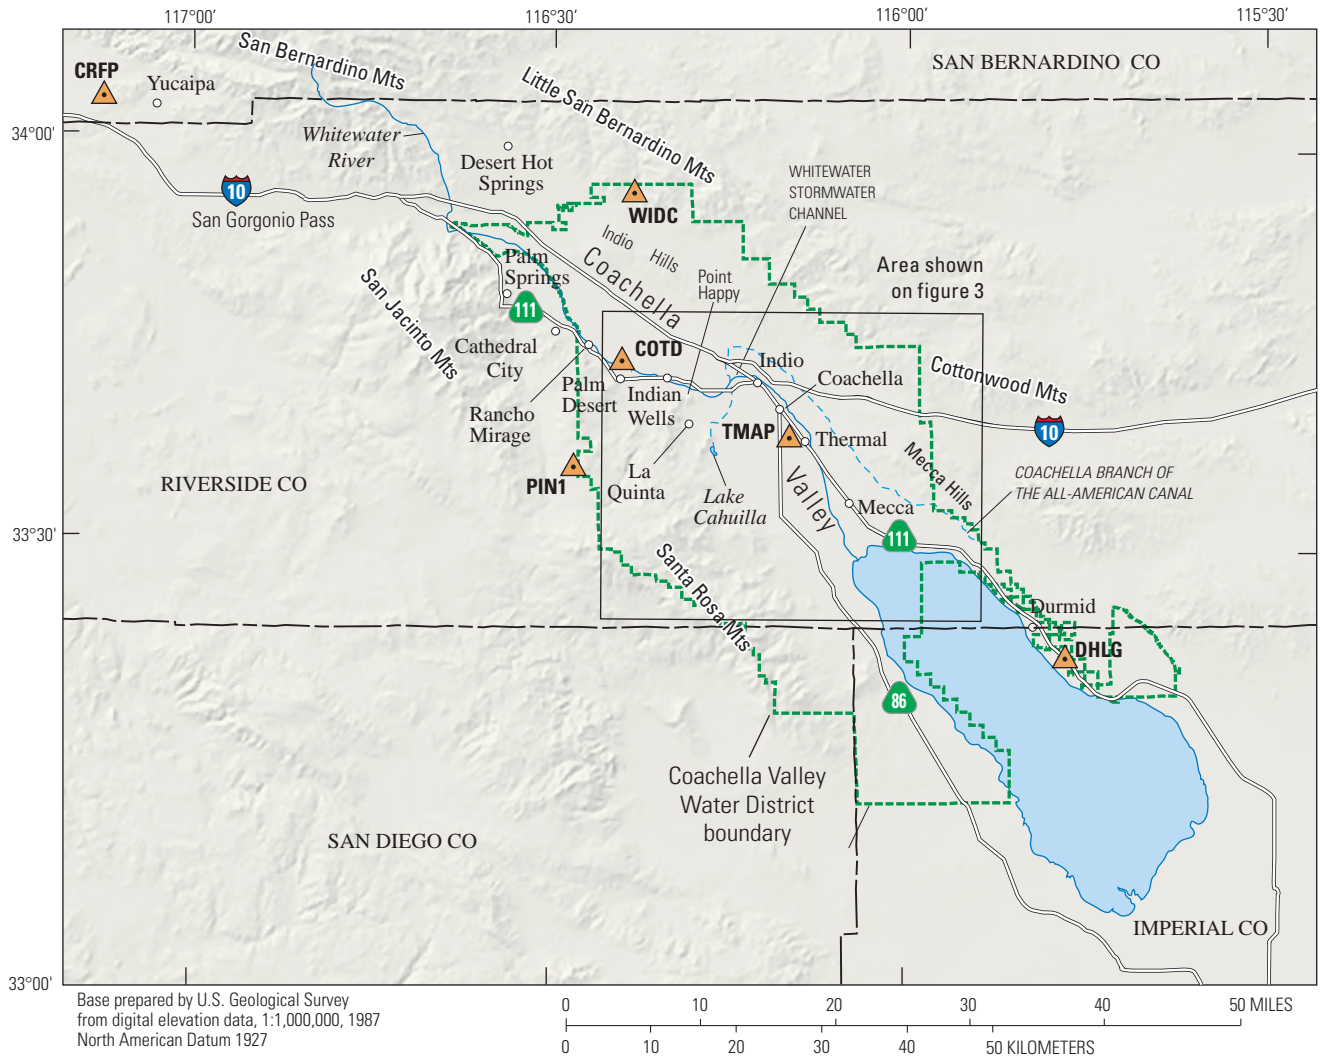 117°00'
116°30'
116°00'
115°30'
San Bernardino Mts
SAN BERNARDINO CO
CRFP
Yucaipa
Little San Bernardino Mts
34°00'
Whitewater
River
Desert Hot
Springs
WHITEWATER
STORMWATER
CHANNEL
10
San Gorgonio Pass
WIDC
Indio
Hills
Coachella
Palm
Springs
Point
Happy
Area shown
on figure 3
San Jacinto Mts
111
Cathedral
City
COTD
Indio
Coachella
Cottonwood Mts
Palm
Desert
Indian
Wells
Rancho
Mirage
TMAP
Thermal
10
Mecca Hills
RIVERSIDE CO
PIN1
La
Quinta
Lake
Cahuilla
Valley
COACHELLA BRANCH OF
THE ALL-AMERICAN CANAL
Mecca
33°30'
111
Santa Rosa Mts
Durmid
DHLG
86
Coachella Valley
Water District
boundary
SAN DIEGO CO
IMPERIAL CO
33°00'
Base prepared by U.S. Geological Survey
from digital elevation data, 1:1,000,000, 1987
North American Datum 1927
0 10 20 30 40 50 MILES
0 10 20 30 40 50 KILOMETERS